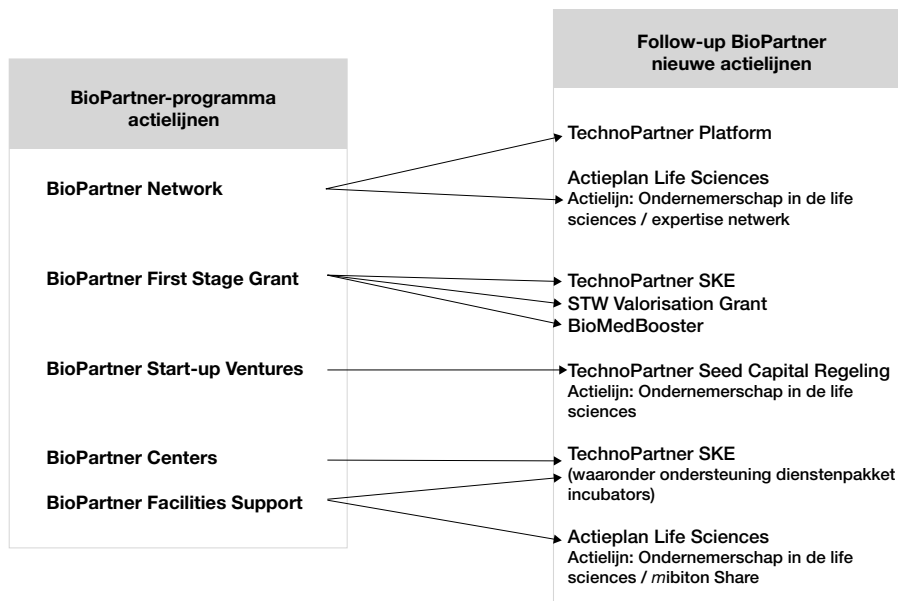 BioPartner-programma
actielijnen
BioPartner Network
BioPartner First Stage Grant
BioPartner Start-up Ventures
BioPartner Centers
BioPartner Facilities Support
Follow-up BioPartner
nieuwe actielijnen
TechnoPartner Platform
Actieplan Life Sciences
Actielijn: Ondernemerschap in de life
sciences / expertise netwerk
TechnoPartner SKE
STW Valorisation Grant
BioMedBooster
TechnoPartner Seed Capital Regeling
Actielijn: Ondernemerschap in de life
sciences
TechnoPartner SKE
(waaronder ondersteuning dienstenpakket
incubators)
Actieplan Life Sciences
Actielijn: Ondernemerschap in de life
sciences / mibiton Share